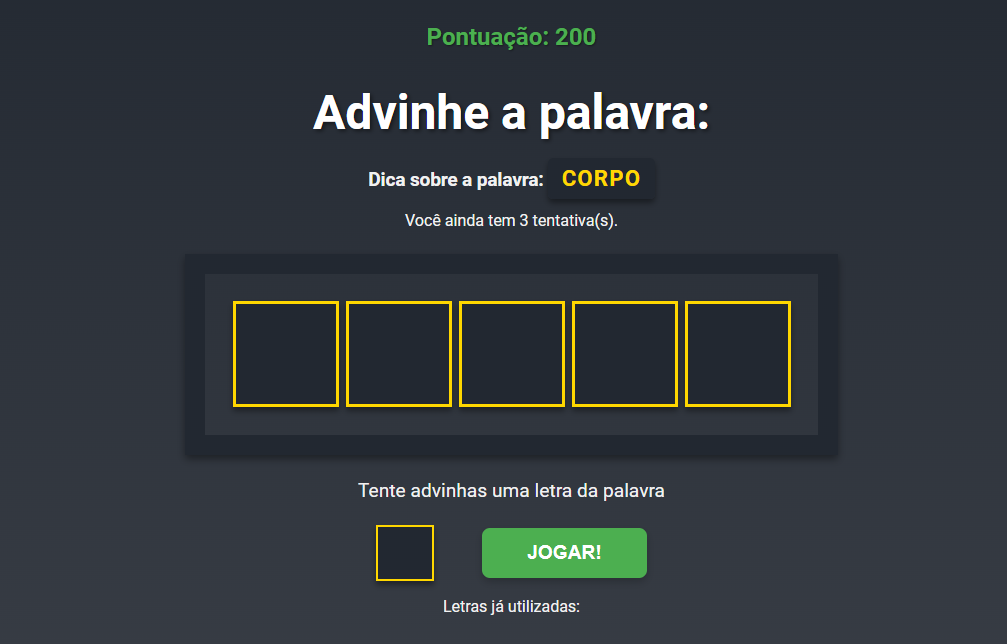 Pontuação: 200
Advinhe a palavra:
Dica sobre a palavra: CORPO
Você ainda tem 3 tentativa(s).
Tente advinhas uma letra da palavra
JOGAR!
Letras já utilizadas: